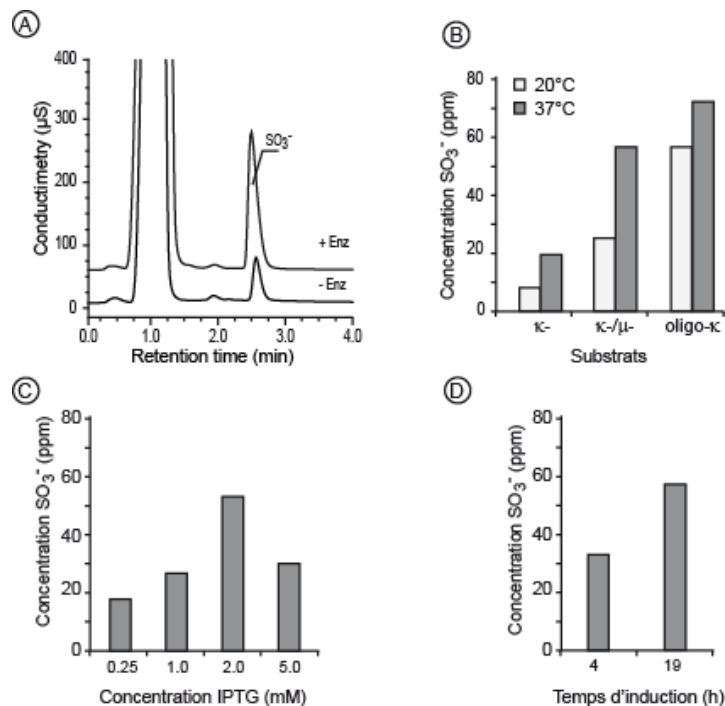 A
400
300
200
100
0
Conductimetry (µS)
SO₃⁻
+ Enz
- Enz
0.0 1.0 2.0 3.0 4.0
Retention time (min)
B
80
60
40
20
0
Concentration SO₃⁻ (ppm)
20°C
37°C
κ- κ-/µ- oligo-κ
Substrats
C
80
60
40
20
0
Concentration SO₃⁻ (ppm)
0.25 1.0 2.0 5.0
Concentration IPTG (mM)
D
80
60
40
20
0
Concentration SO₃⁻ (ppm)
4 19
Temps d'induction (h)